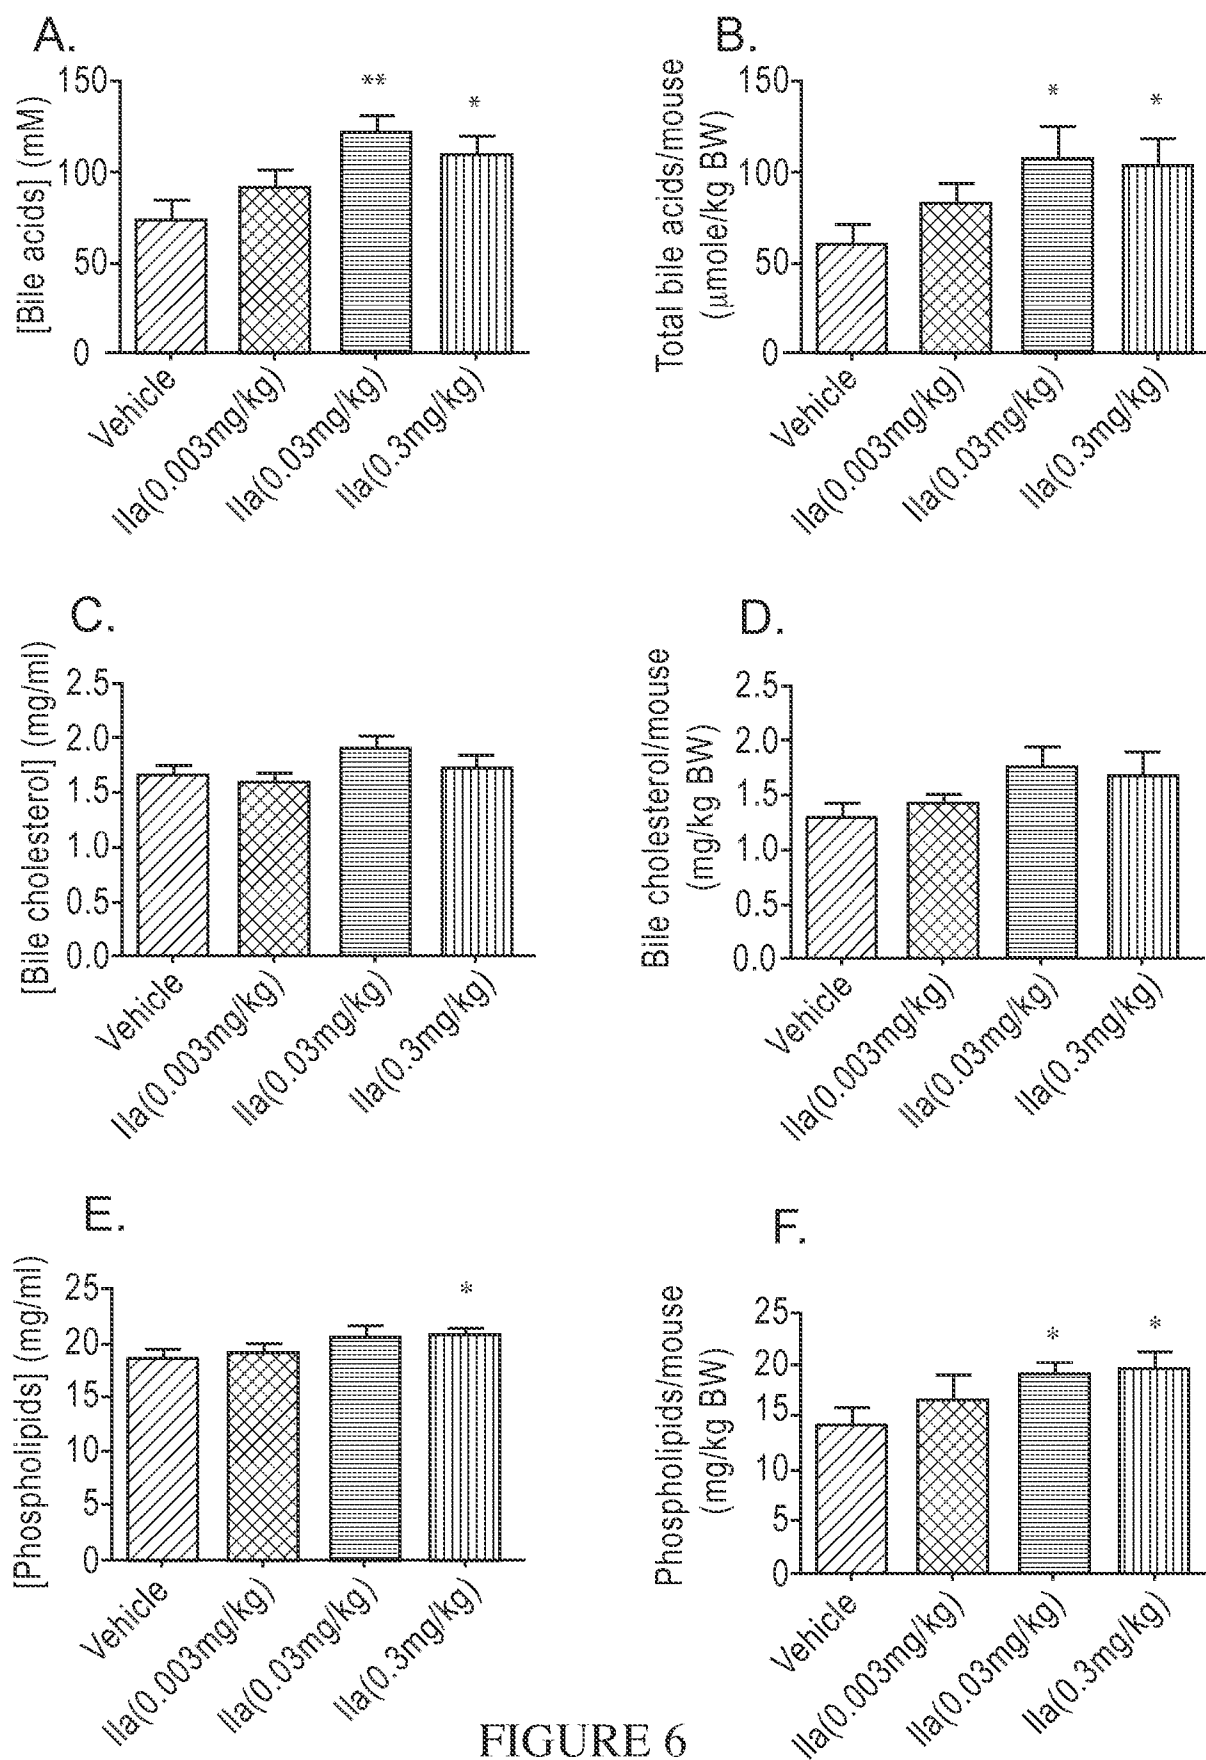 A.
[Bile acids] (mM)
150
100
50
0
**
*
Vehicle
IIa(0.003mg/kg)
IIa(0.03mg/kg)
IIa(0.3mg/kg)
B.
Total bile acids/mouse
(μmole/kg BW)
150
100
50
0
*
*
Vehicle
IIa(0.003mg/kg)
IIa(0.03mg/kg)
IIa(0.3mg/kg)
C.
[Bile cholesterol] (mg/ml)
2.5
2.0
1.5
1.0
0.5
0.0
Vehicle
IIa(0.003mg/kg)
IIa(0.03mg/kg)
IIa(0.3mg/kg)
D.
Bile cholesterol/mouse
(mg/kg BW)
2.5
2.0
1.5
1.0
0.5
0.0
Vehicle
IIa(0.003mg/kg)
IIa(0.03mg/kg)
IIa(0.3mg/kg)
E.
[Phospholipids] (mg/ml)
25
20
15
10
5
0
*
Vehicle
IIa(0.003mg/kg)
IIa(0.03mg/kg)
IIa(0.3mg/kg)
F.
Phospholipids/mouse
(mg/kg BW)
25
20
15
10
5
0
*
*
Vehicle
IIa(0.003mg/kg)
IIa(0.03mg/kg)
IIa(0.3mg/kg)
FIGURE 6